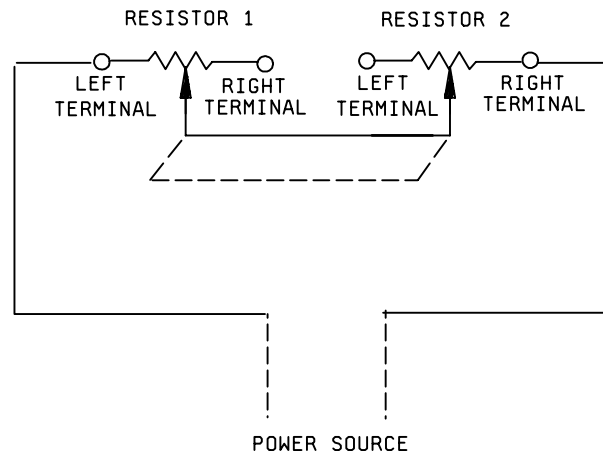 RESISTOR 1
RESISTOR 2
LEFT
TERMINAL
RIGHT
TERMINAL
LEFT
TERMINAL
RIGHT
TERMINAL
POWER SOURCE